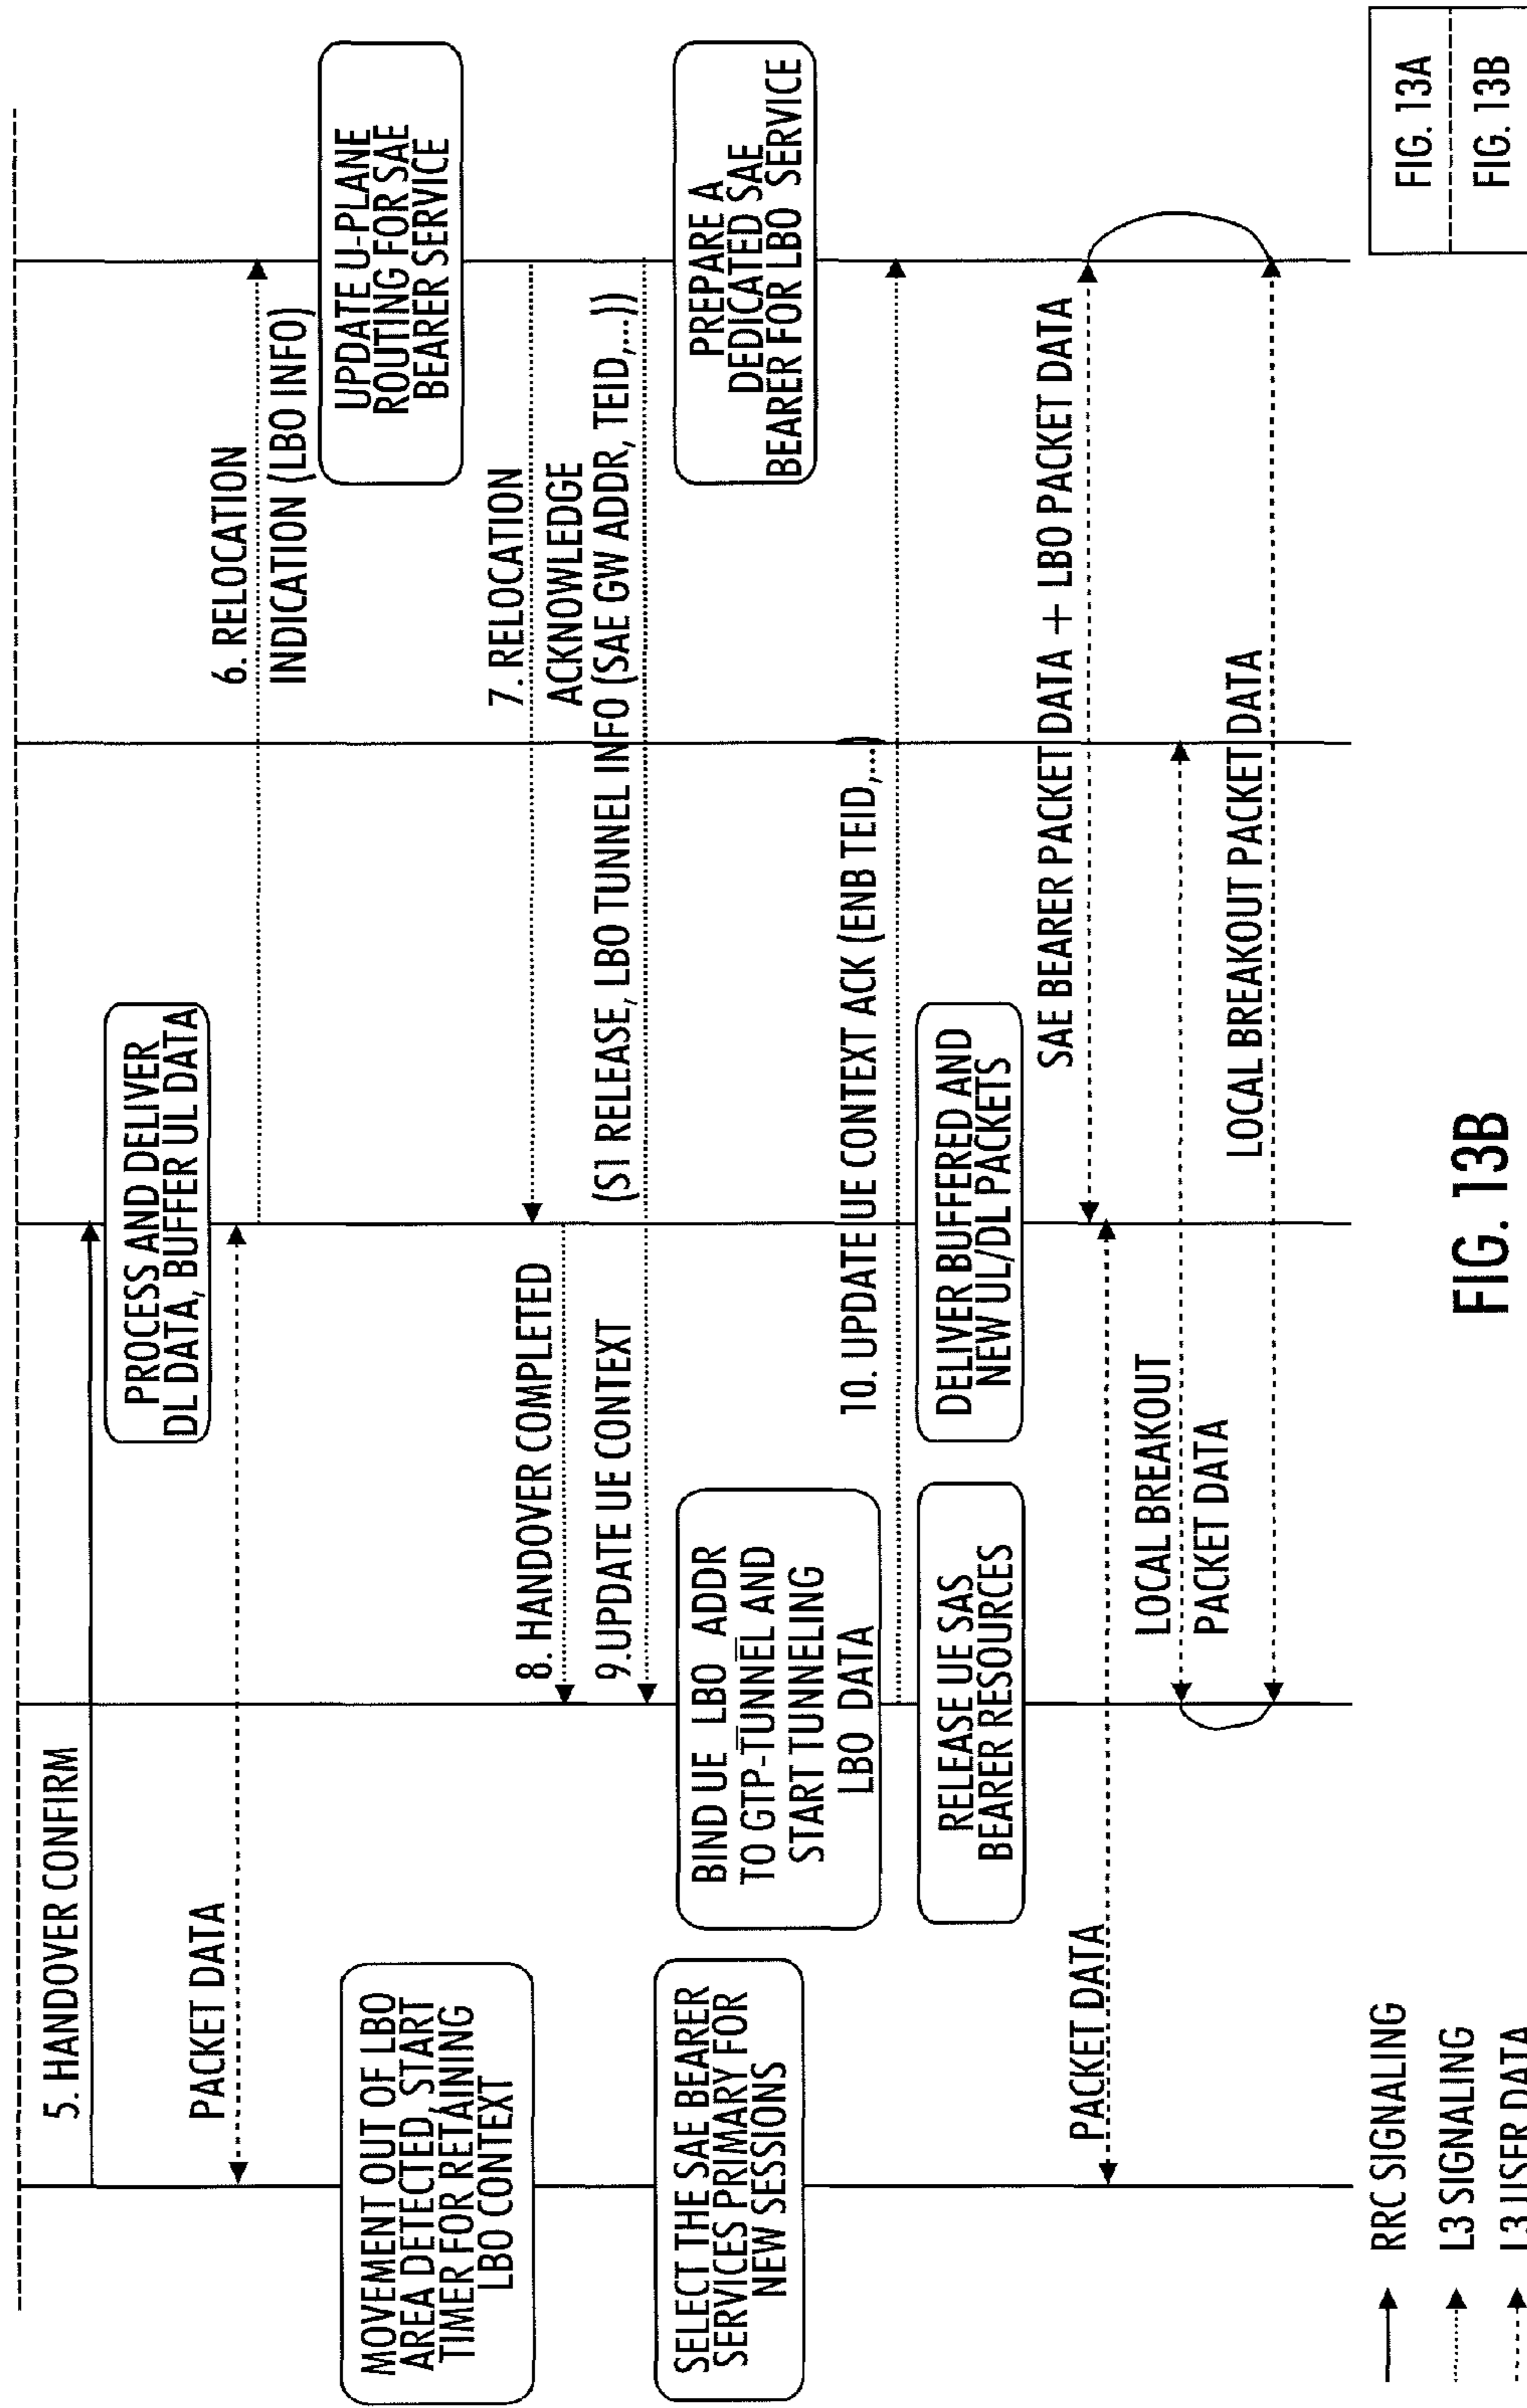 5. HANDOVER CONFIRM
PROCESS AND DELIVER
DL DATA, BUFFER UL DATA
PACKET DATA
6. RELOCATION
INDICATION (LBO INFO)
MOVEMENT OUT OF LBO
AREA DETECTED, START
TIMER FOR RETAINING
LBO CONTEXT
UPDATE U-PLANE
ROUTING FOR SAE
BEARER SERVICE
7. RELOCATION
ACKNOWLEDGE
8. HANDOVER COMPLETED
9.UPDATE UE CONTEXT
(S1 RELEASE, LBO TUNNEL INFO (SAE GW ADDR, TEID,...))
SELECT THE SAE BEARER
SERVICES PRIMARY FOR
NEW SESSIONS
BIND UE_LBO_ADDR
TO GTP-TUNNEL AND
START TUNNELING
LBO DATA
PREPARE A
DEDICATED SAE
BEARER FOR LBO SERVICE
10. UPDATE UE CONTEXT ACK (ENB TEID,...)
RELEASE UE SAS
BEARER RESOURCES
DELIVER BUFFERED AND
NEW UL/DL PACKETS
SAE BEARER PACKET DATA + LBO PACKET DATA
PACKET DATA
LOCAL BREAKOUT
PACKET DATA
LOCAL BREAKOUT PACKET DATA
RRC SIGNALING
L3 SIGNALING
L3 USER DATA
FIG. 13B
FIG. 13A
FIG. 13B